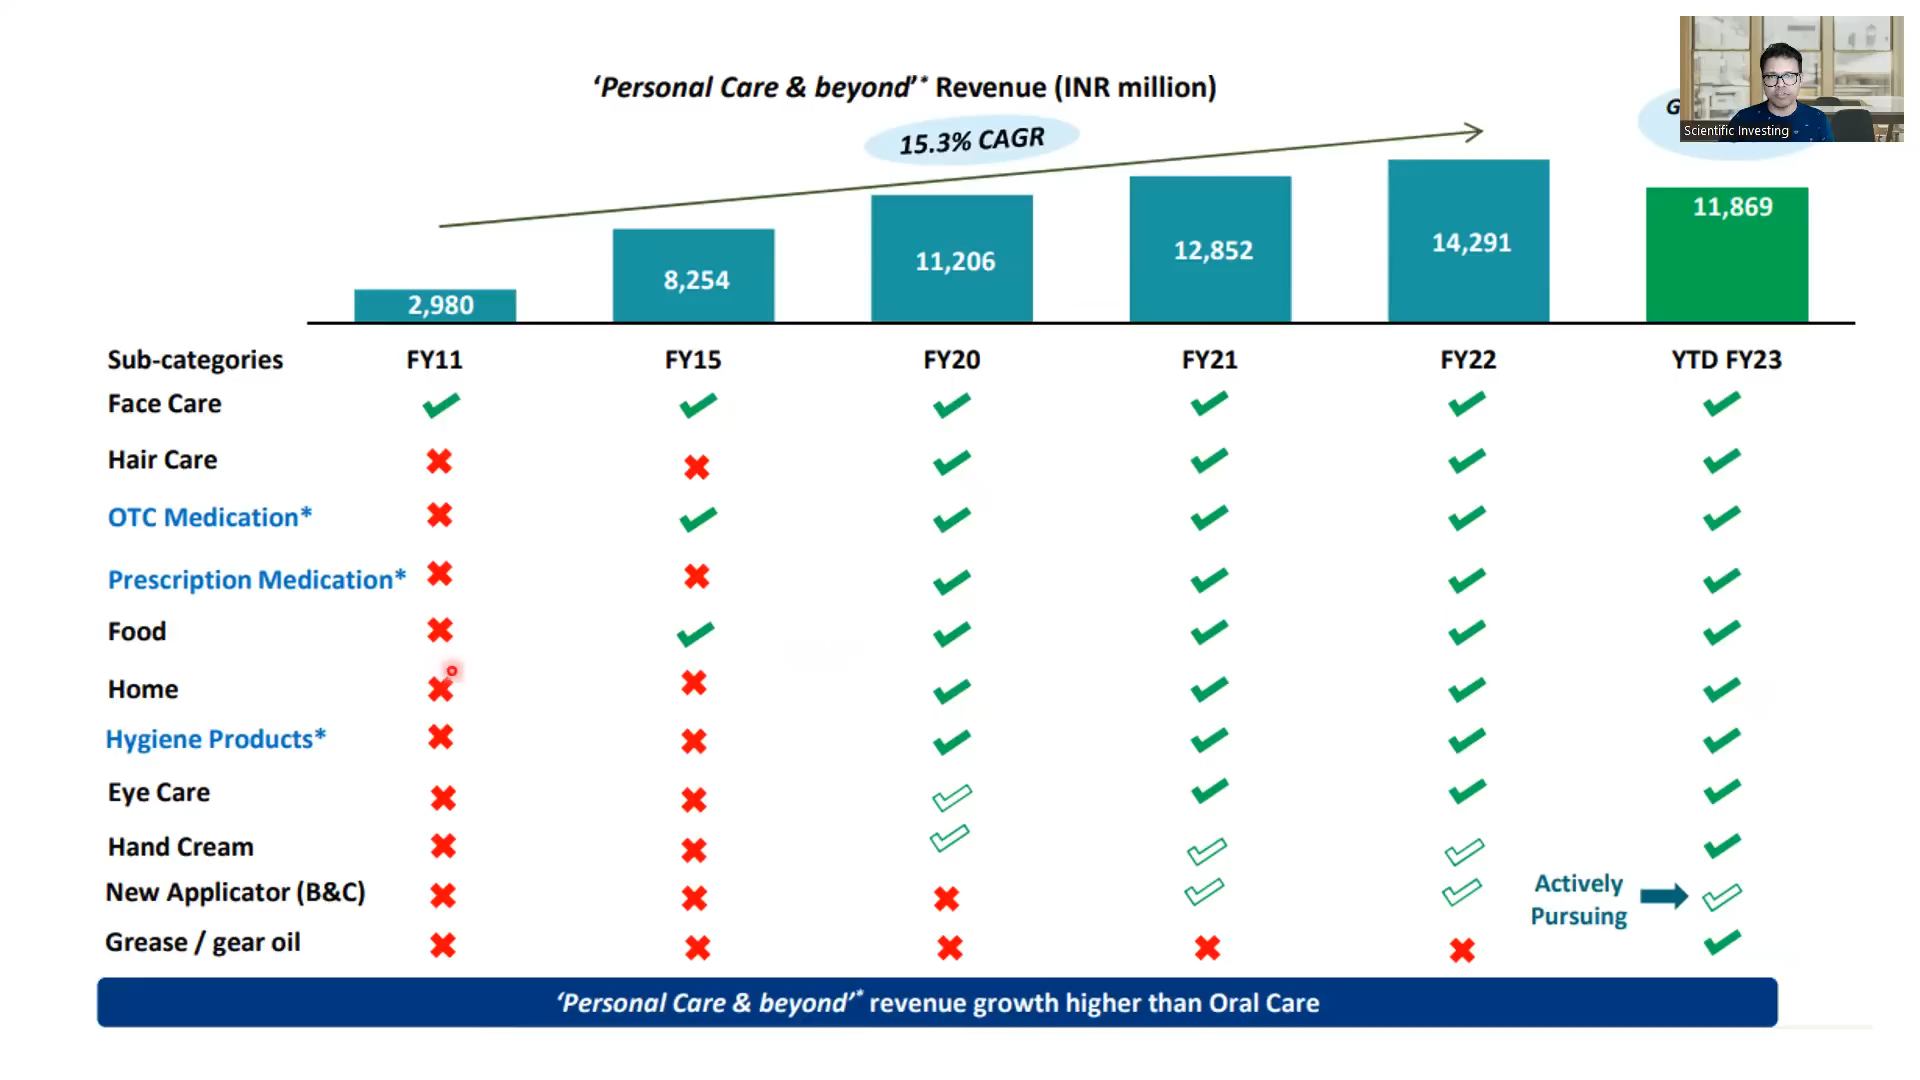 ‘Personal Care & beyond’* Revenue (INR million)
15.3% CAGR
G
Scientific Investing
2,980
8,254
11,206
12,852
14,291
11,869
Sub-categories FY11 FY15 FY20 FY21 FY22 YTD FY23
Face Care
Hair Care
OTC Medication*
Prescription Medication*
Food
Home
Hygiene Products*
Eye Care
Hand Cream
New Applicator (B&C)
Actively
Pursuing
Grease / gear oil
‘Personal Care & beyond’* revenue growth higher than Oral Care